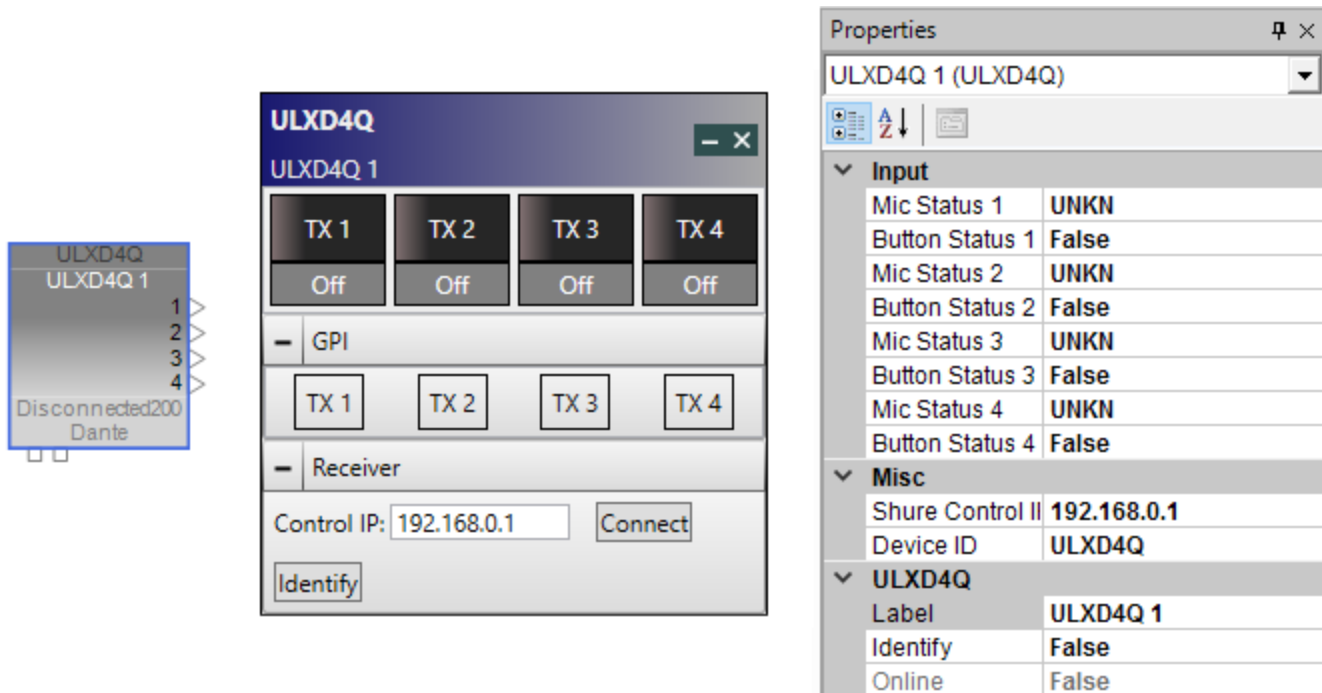 ULXD4Q
ULXD4Q 1
1
2
3
4
Disconnected200
Dante
ULXD4Q
ULXD4Q 1
TX 1 TX 2 TX 3 TX 4
Off Off Off Off
GPI
TX 1 TX 2 TX 3 TX 4
Receiver
Control IP: 192.168.0.1 Connect
Identify
Properties
ULXD4Q 1 (ULXD4Q)
Input
Mic Status 1 UNKN
Button Status 1 False
Mic Status 2 UNKN
Button Status 2 False
Mic Status 3 UNKN
Button Status 3 False
Mic Status 4 UNKN
Button Status 4 False
Misc
Shure Control II 192.168.0.1
Device ID ULXD4Q
ULXD4Q
Label ULXD4Q 1
Identify False
Online False